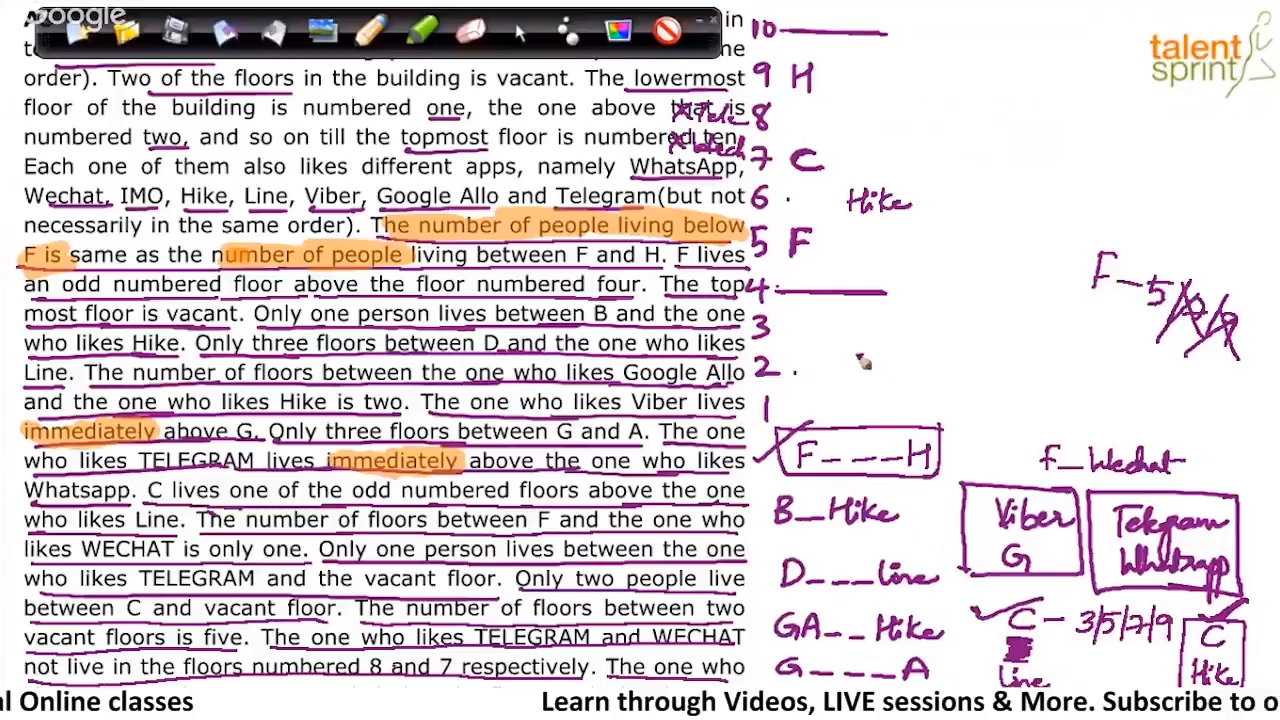 Google
in
order). Two of the floors in the building is vacant. The lowermost
floor of the building is numbered one, the one above that is
numbered two, and so on till the topmost floor is numbered ten.
Each one of them also likes different apps, namely WhatsApp,
Wechat, IMO, Hike, Line, Viber, Google Allo and Telegram(but not
necessarily in the same order). The number of people living below
F is same as the number of people living between F and H. F lives
an odd numbered floor above the floor numbered four. The top
most floor is vacant. Only one person lives between B and the one
who likes Hike. Only three floors between D and the one who likes
Line. The number of floors between the one who likes Google Allo
and the one who likes Hike is two. The one who likes Viber lives
immediately above G. Only three floors between G and A. The one
who likes TELEGRAM lives immediately above the one who likes
Whatsapp. C lives one of the odd numbered floors above the one
who likes Line. The number of floors between F and the one who
likes WECHAT is only one. Only one person lives between the one
who likes TELEGRAM and the vacant floor. Only two people live
between C and vacant floor. The number of floors between two
vacant floors is five. The one who likes TELEGRAM and WECHAT
not live in the floors numbered 8 and 7 respectively. The one who
10
9 H
x Tele 8
7 C
6 Hike
5 F
4
3
2
1
F _ _ _ H
B _ Hike
D _ _ _ line
GA _ _ Hike
G _ _ _ _ A
F — 5/
F _ Wechat
Viber
G
Telegram
Whatsapp
C – 3/5/7/9
line
C
Hike
talent
sprint
al Online classes
Learn through Videos, LIVE sessions & More. Subscribe to o